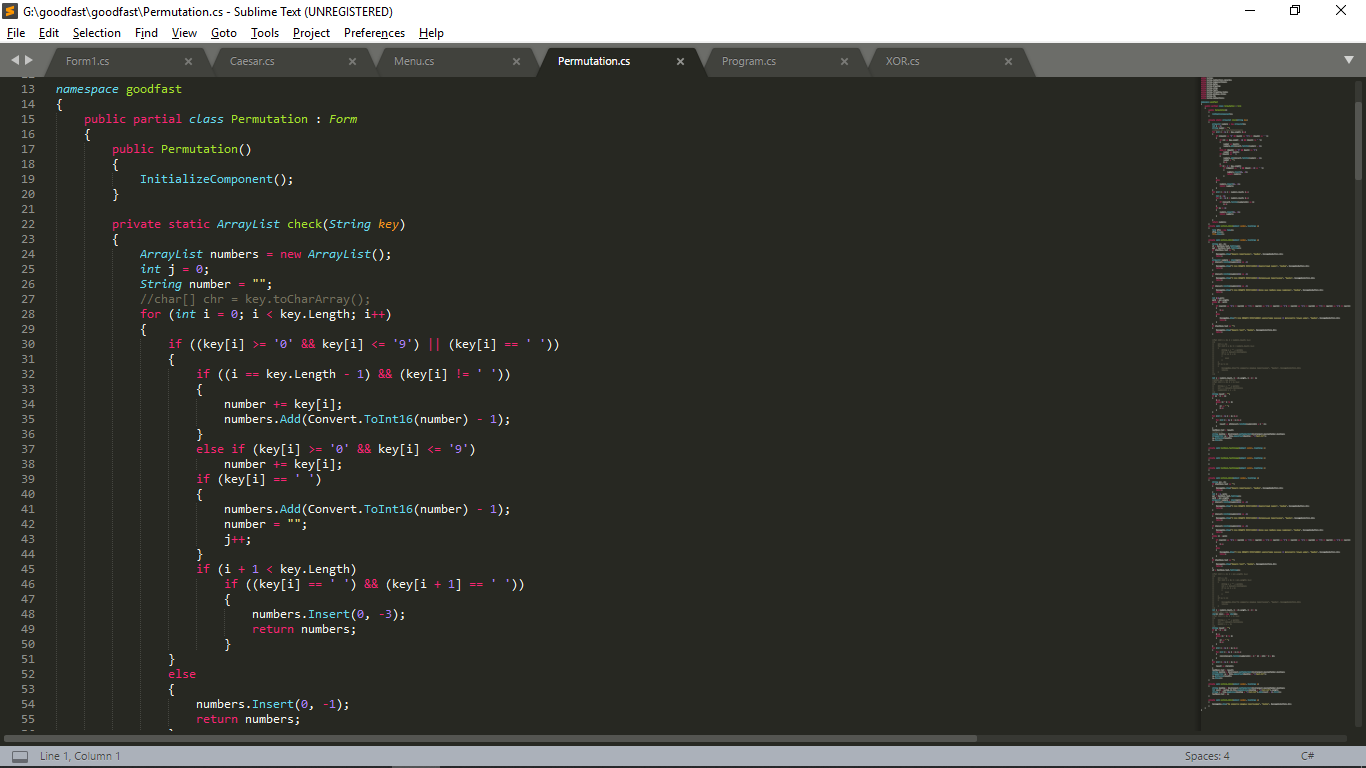 G:\goodfast\goodfast\Permutation.cs - Sublime Text (UNREGISTERED)
File Edit Selection Find View Goto Tools Project Preferences Help
Form1.cs Caesar.cs Menu.cs Permutation.cs Program.cs XOR.cs
13 namespace goodfast
14 {
15 public partial class Permutation : Form
16 {
17 public Permutation()
18 {
19 InitializeComponent();
20 }
21
22 private static ArrayList check(String key)
23 {
24 ArrayList numbers = new ArrayList();
25 int j = 0;
26 String number = "";
27 //char[] chr = key.toCharArray();
28 for (int i = 0; i < key.Length; i++)
29 {
30 if ((key[i] >= '0' && key[i] <= '9') || (key[i] == ' '))
31 {
32 if ((i == key.Length - 1) && (key[i] != ' '))
33 {
34 number += key[i];
35 numbers.Add(Convert.ToInt16(number) - 1);
36 }
37 else if (key[i] >= '0' && key[i] <= '9')
38 number += key[i];
39 if (key[i] == ' ')
40 {
41 numbers.Add(Convert.ToInt16(number) - 1);
42 number = "";
43 j++;
44 }
45 if (i + 1 < key.Length)
46 if ((key[i] == ' ') && (key[i + 1] == ' '))
47 {
48 numbers.Insert(0, -3);
49 return numbers;
50 }
51 }
52 else
53 {
54 numbers.Insert(0, -1);
55 return numbers;
Line 1, Column 1 Spaces: 4 C#